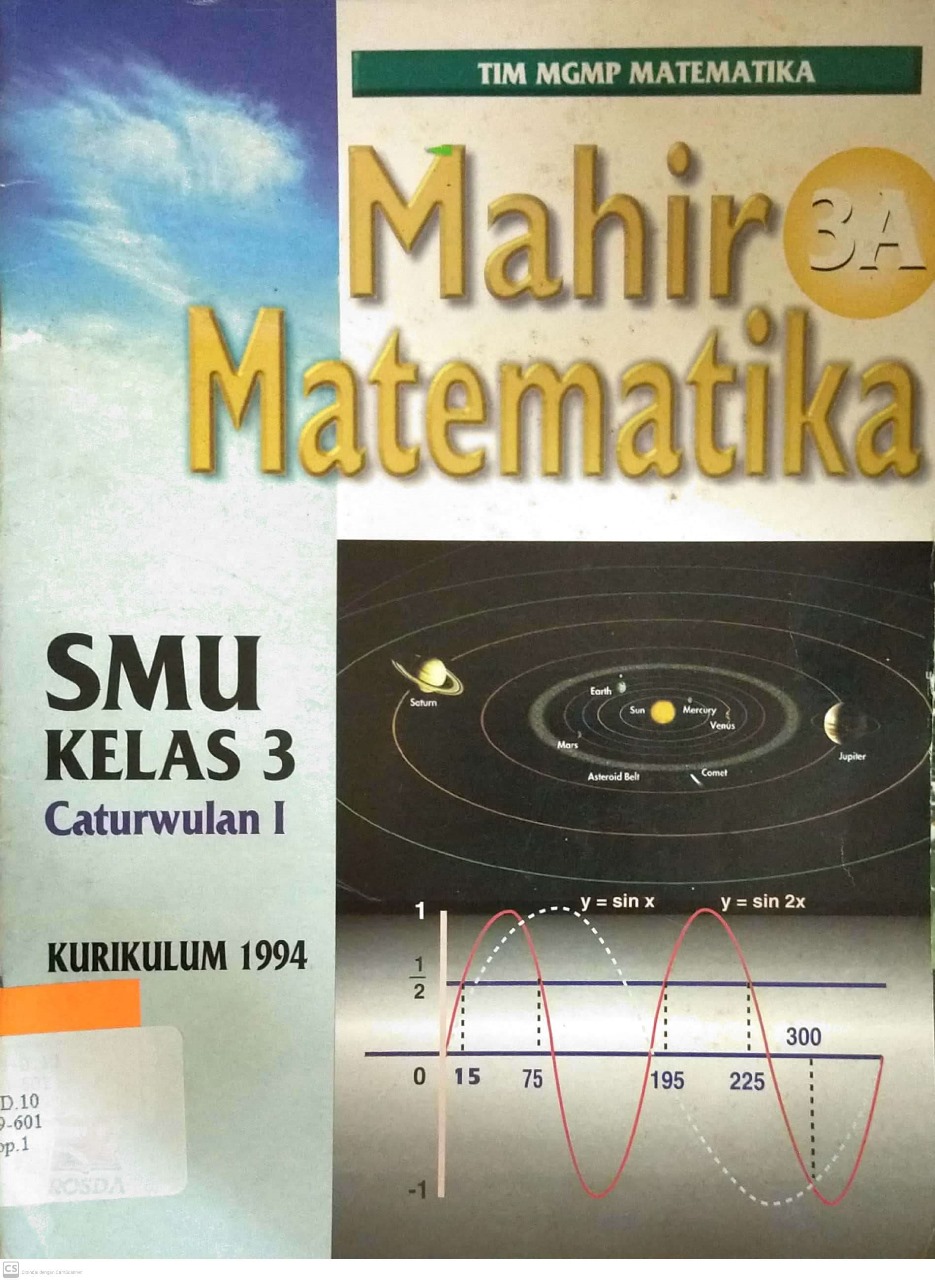 TIM MGMP MATEMATIKA
Mahir 3A
Matematika
SMU
KELAS 3
Caturwulan I
KURIKULUM 1994
Saturn
Earth
Sun
Mercury
Venus
Mars
Asteroid Belt
Comet
Jupiter
y = sin x
y = sin 2x
1
1
2
300
0
15
75
195
225
-1
D.10
9-601
op.1
ROSDA
CS